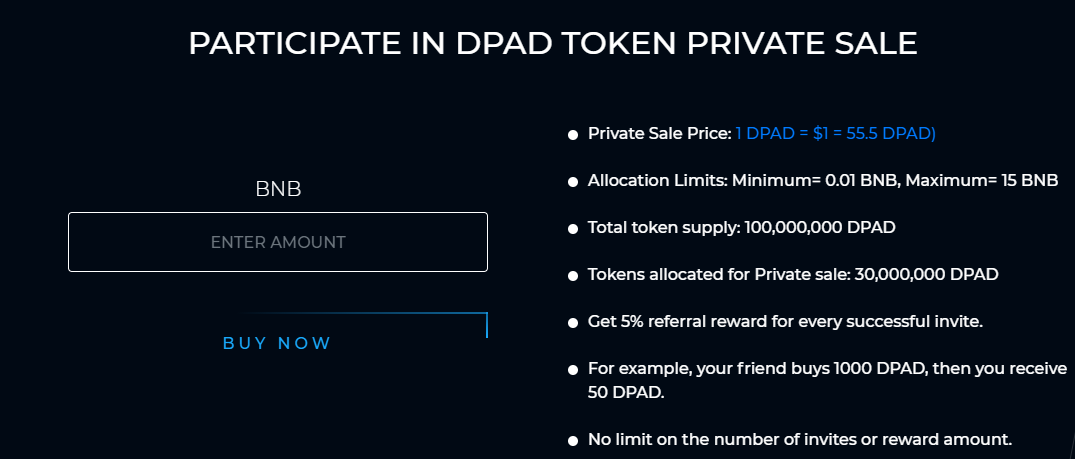 PARTICIPATE IN DPAD TOKEN PRIVATE SALE
BNB
ENTER AMOUNT
BUY NOW
Private Sale Price: 1 DPAD = $1 = 55.5 DPAD)
Allocation Limits: Minimum= 0.01 BNB, Maximum= 15 BNB
Total token supply: 100,000,000 DPAD
Tokens allocated for Private sale: 30,000,000 DPAD
Get 5% referral reward for every successful invite.
For example, your friend buys 1000 DPAD, then you receive
50 DPAD.
No limit on the number of invites or reward amount.